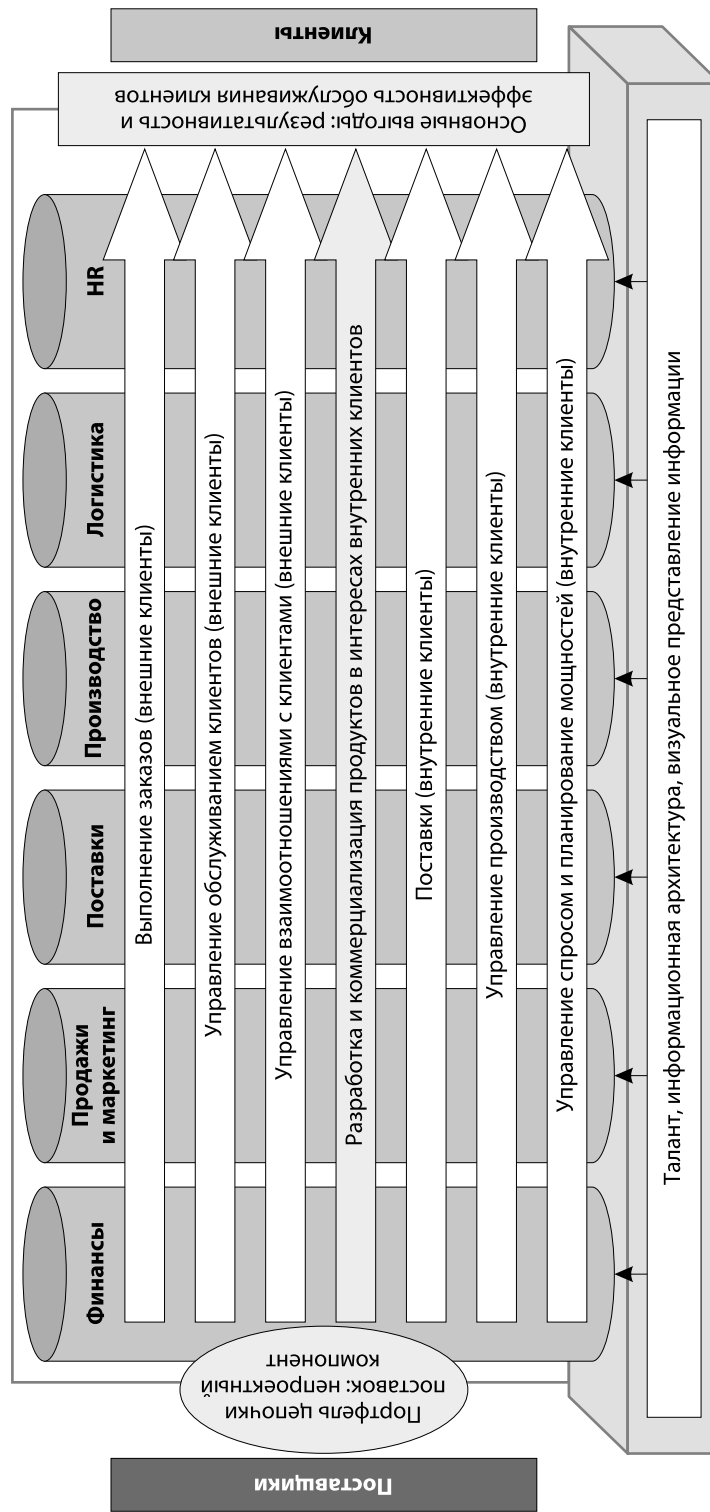 Поставщики
Портфель цепочки
поставок: непроектный
компонент
Финансы
Продажи
и маркетинг
Поставки
Производство
Логистика
HR
Выполнение заказов (внешние клиенты)
Управление обслуживанием клиентов (внешние клиенты)
Управление взаимоотношениями с клиентами (внешние клиенты)
Разработка и коммерциализация продуктов в интересах внутренних клиентов
Поставки (внутренние клиенты)
Управление производством (внутренние клиенты)
Управление спросом и планирование мощностей (внутренние клиенты)
Основные выгоды: результативность и
эффективность обслуживания клиентов
Клиенты
Талант, информационная архитектура, визуальное представление информации